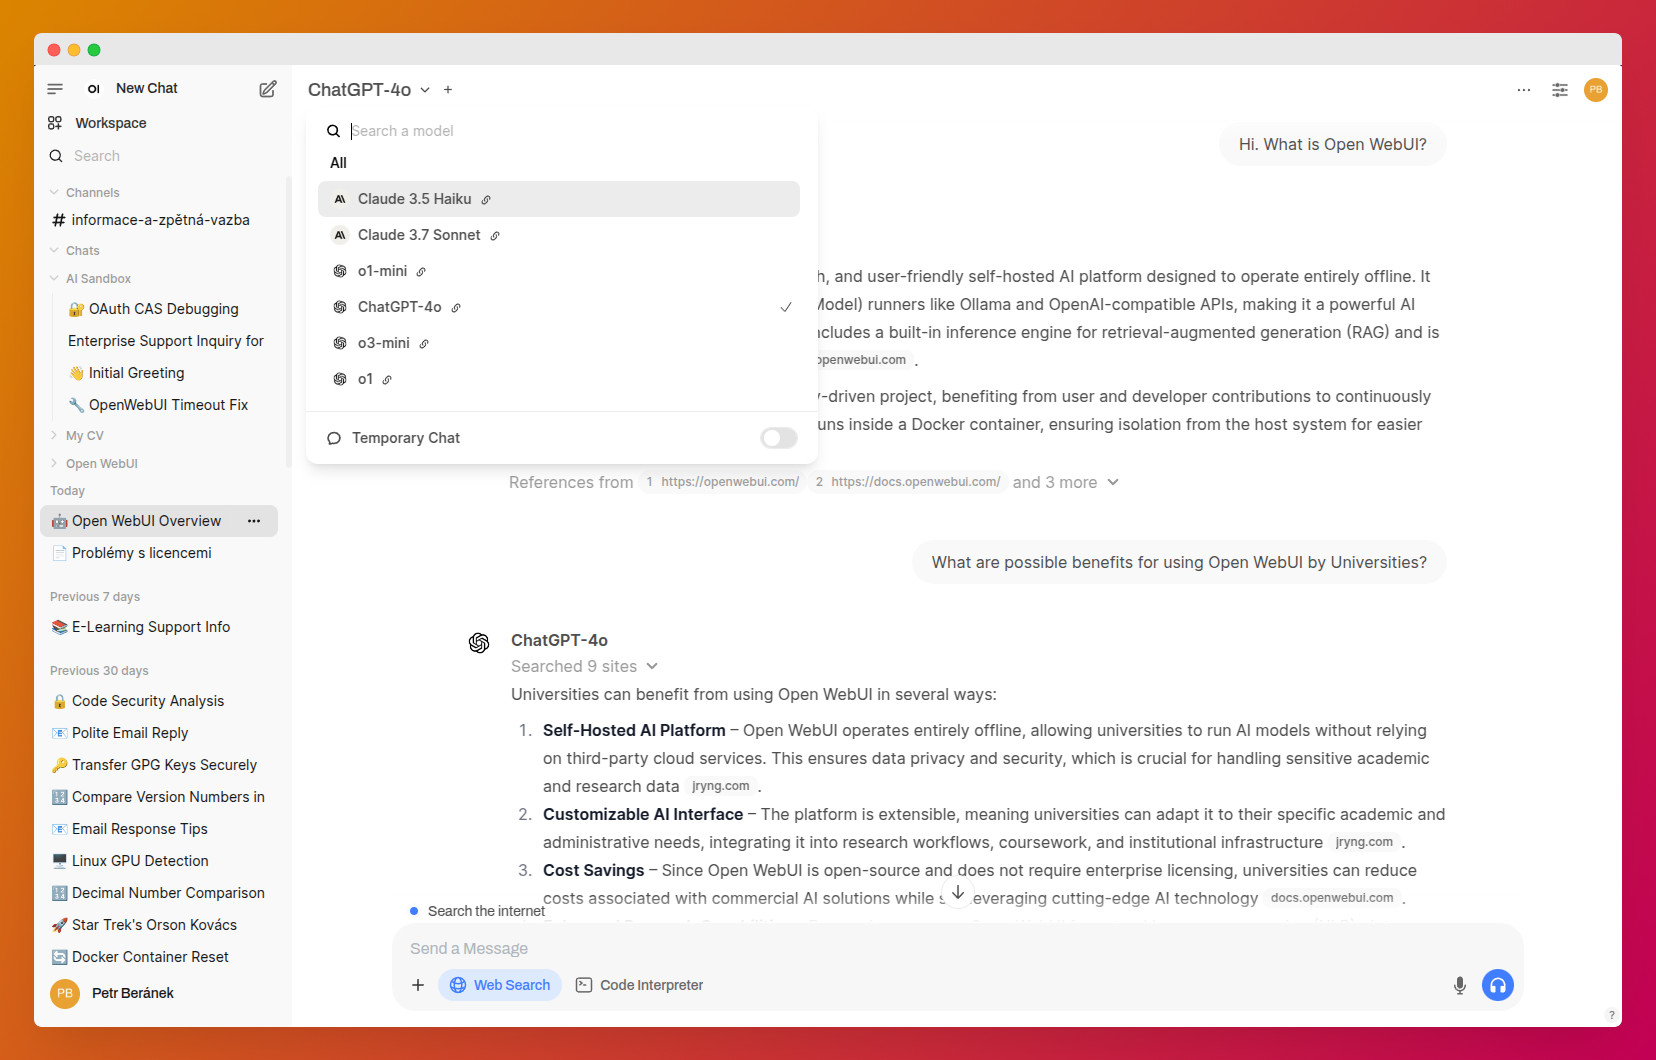 New Chat
Workspace
Search
Channels
# informace-a-zpětná-vazba
Chats
AI Sandbox
🔐 OAuth CAS Debugging
Enterprise Support Inquiry for
👋 Initial Greeting
🔧 OpenWebUI Timeout Fix
My CV
Open WebUI
Today
🤖 Open WebUI Overview
📄 Problémy s licencemi
Previous 7 days
📚 E-Learning Support Info
Previous 30 days
🔒 Code Security Analysis
📧 Polite Email Reply
🔑 Transfer GPG Keys Securely
🔢 Compare Version Numbers in
📧 Email Response Tips
🖥️ Linux GPU Detection
🔢 Decimal Number Comparison
🚀 Star Trek's Orson Kovács
🔄 Docker Container Reset
PB Petr Beránek
ChatGPT-4o
PB
Search a model
All
Claude 3.5 Haiku
Claude 3.7 Sonnet
o1-mini
ChatGPT-4o
o3-mini
o1
Temporary Chat
Hi. What is Open WebUI?
h, and user-friendly self-hosted AI platform designed to operate entirely offline. It
Model) runners like Ollama and OpenAI-compatible APIs, making it a powerful AI
ncludes a built-in inference engine for retrieval-augmented generation (RAG) and is
openwebui.com .
y-driven project, benefiting from user and developer contributions to continuously
uns inside a Docker container, ensuring isolation from the host system for easier
References from 1 https://openwebui.com/ 2 https://docs.openwebui.com/ and 3 more
What are possible benefits for using Open WebUI by Universities?
ChatGPT-4o
Searched 9 sites
Universities can benefit from using Open WebUI in several ways:
1. Self-Hosted AI Platform – Open WebUI operates entirely offline, allowing universities to run AI models without relying
on third-party cloud services. This ensures data privacy and security, which is crucial for handling sensitive academic
and research data jryng.com .
2. Customizable AI Interface – The platform is extensible, meaning universities can adapt it to their specific academic and
administrative needs, integrating it into research workflows, coursework, and institutional infrastructure jryng.com .
3. Cost Savings – Since Open WebUI is open-source and does not require enterprise licensing, universities can reduce
costs associated with commercial AI solutions while leveraging cutting-edge AI technology docs.openwebui.com .
Search the internet
Send a Message
Web Search
Code Interpreter
?